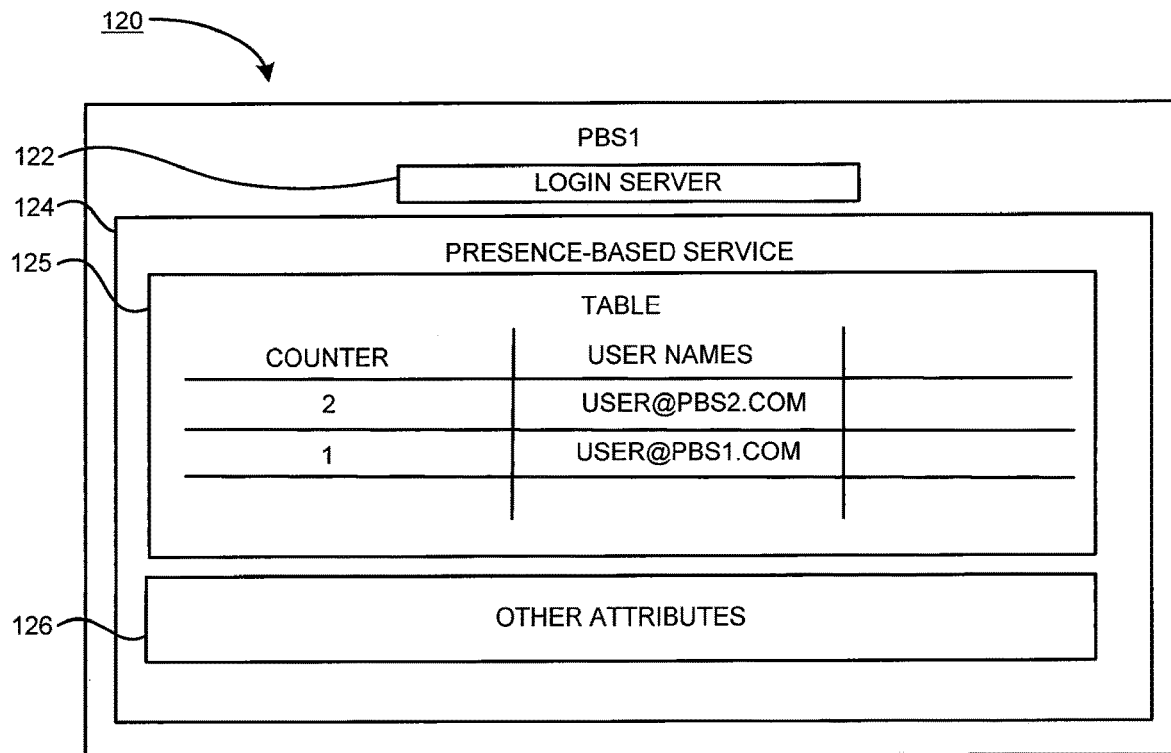 120
PBS1
122
LOGIN SERVER
124
PRESENCE-BASED SERVICE
125
TABLE
COUNTER USER NAMES
2 USER@PBS2.COM
1 USER@PBS1.COM
126
OTHER ATTRIBUTES